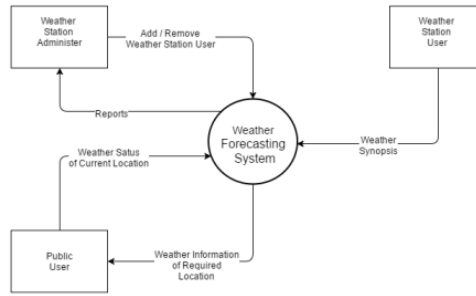 Weather
Station
Administer
Add / Remove
Weather Station User
Weather
Station
User
Reports
Weather
Forecasting
System
Weather
Synopsis
Weather Satus
of Current Location
Public
User
Weather Information
of Required
Location